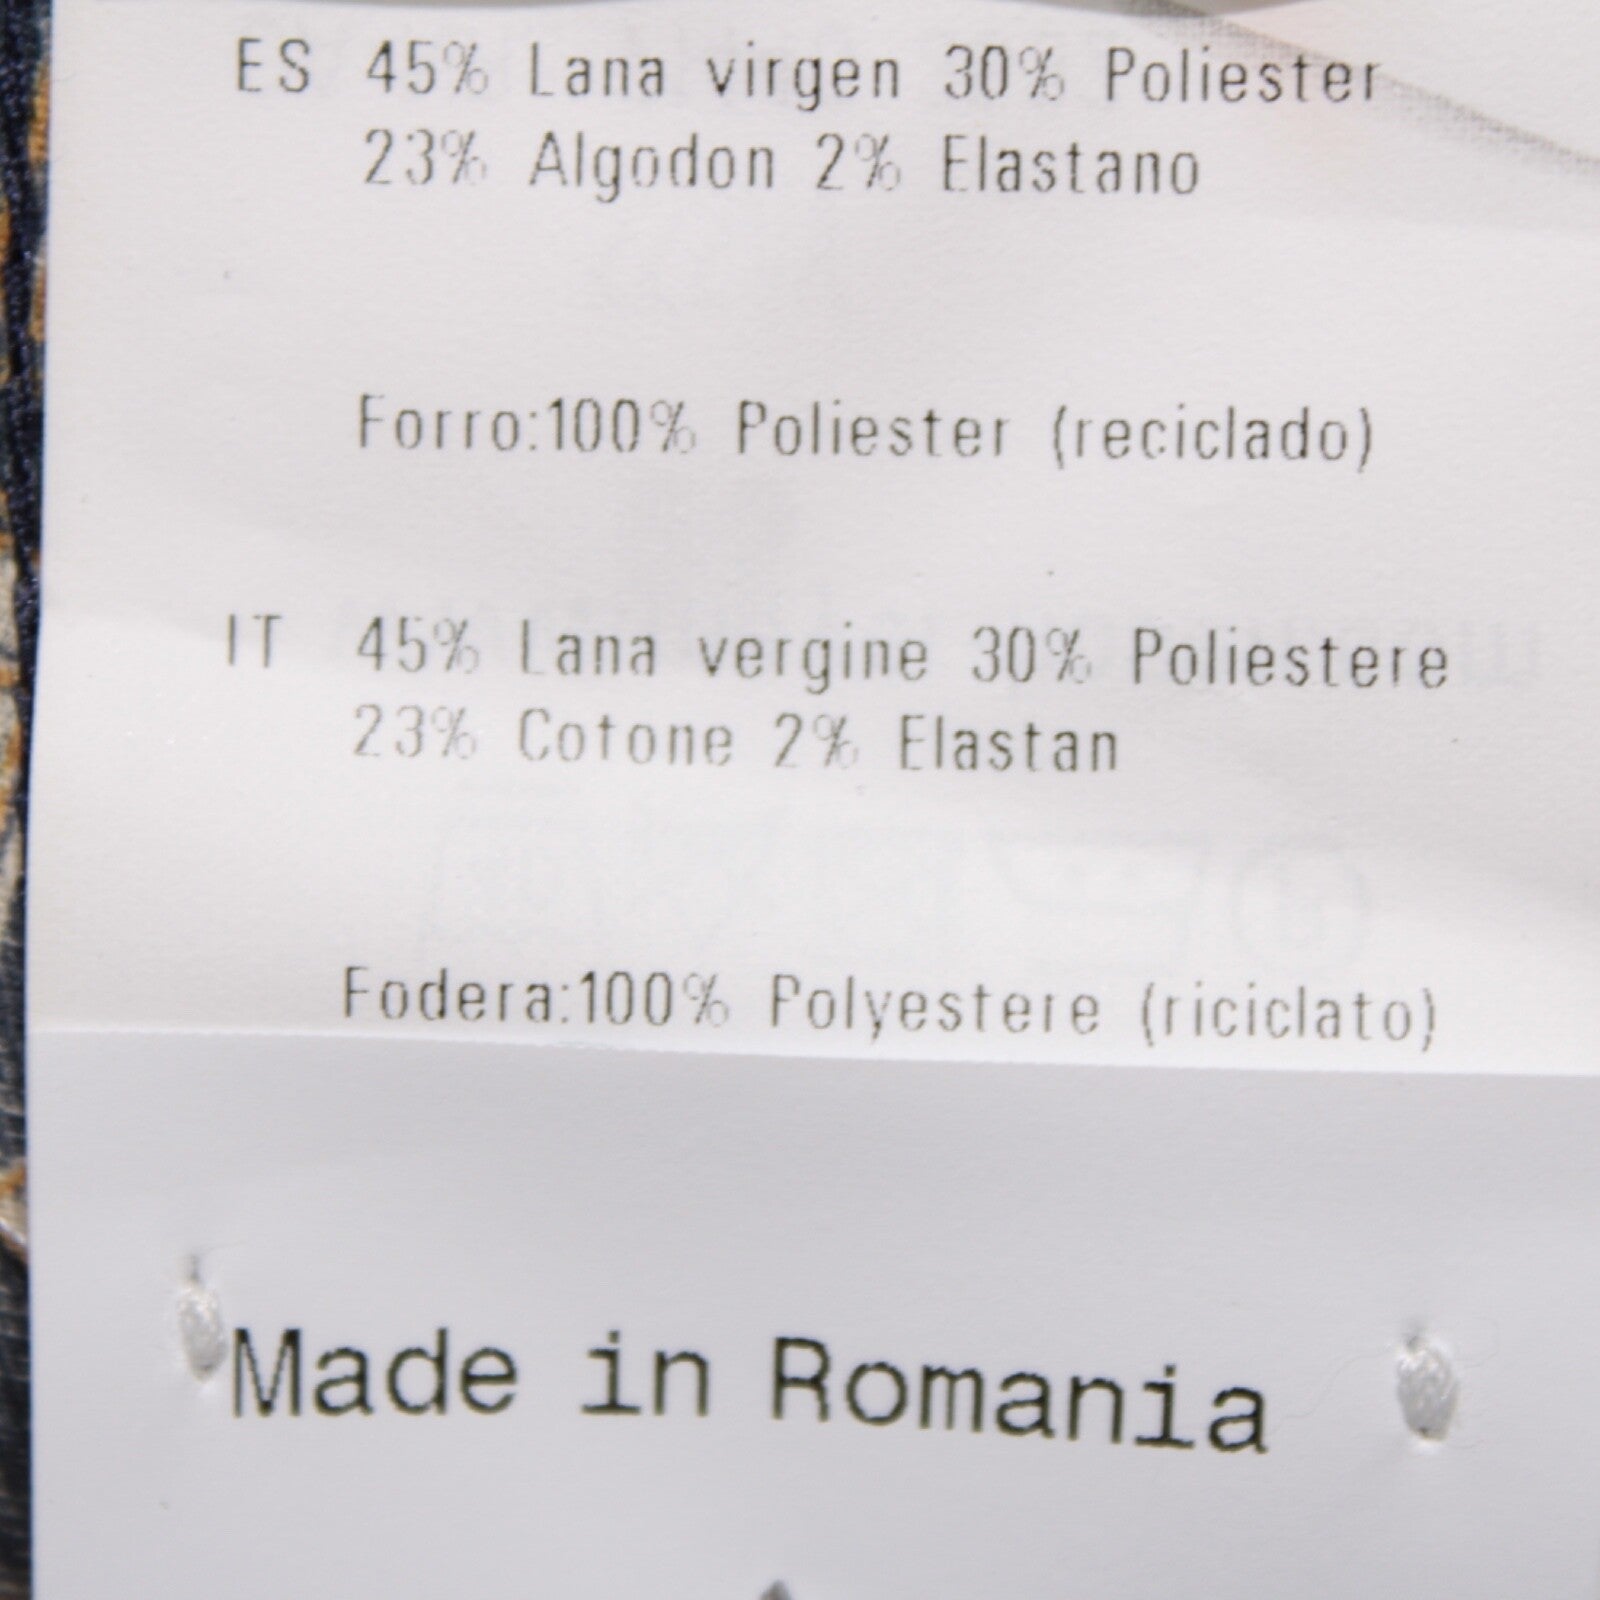 ES 45% Lana virgen 30% Poliester
23% Algodon 2% Elastano
Forro:100% Poliester (reciclado)
IT 45% Lana vergine 30% Poliestere
23% Cotone 2% Elastan
Fodera:100% Polyestere (riciclato)
Made in Romania